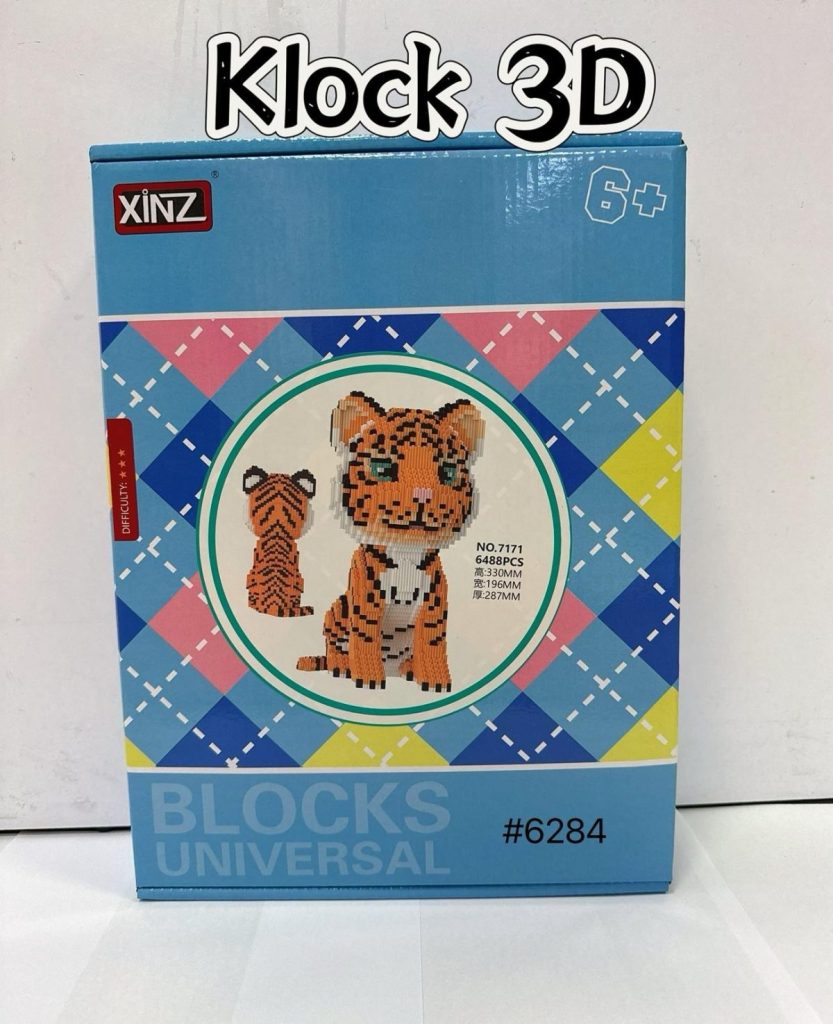 Klock 3D
XINZ
®
6+
DIFFICULTY: ★ ★ ★
NO.7171
6488PCS
高:330MM
宽:196MM
厚:287MM
BLOCKS
UNIVERSAL
#6284